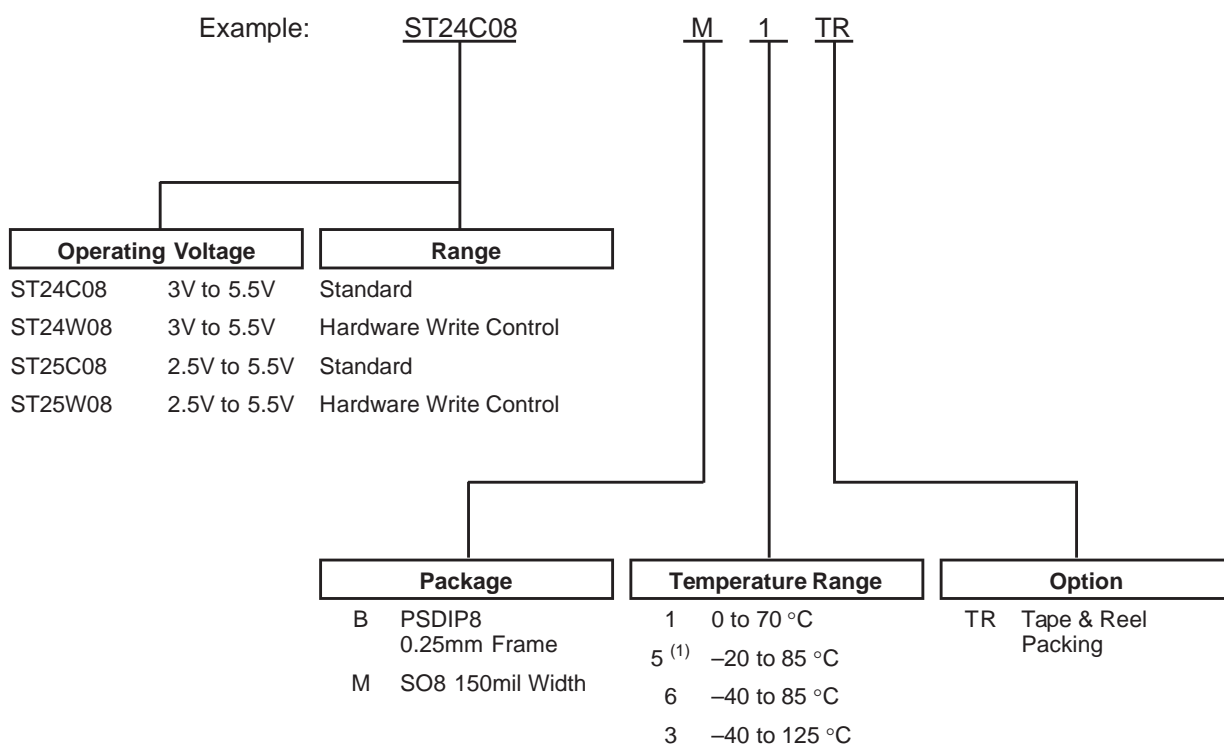 Example: ST24C08 M 1 TR
Operating Voltage Range
ST24C08 3V to 5.5V Standard
ST24W08 3V to 5.5V Hardware Write Control
ST25C08 2.5V to 5.5V Standard
ST25W08 2.5V to 5.5V Hardware Write Control
Package
B PSDIP8
0.25mm Frame
M SO8 150mil Width
Temperature Range
1 0 to 70 °C
5 (1) –20 to 85 °C
6 –40 to 85 °C
3 –40 to 125 °C
Option
TR Tape & Reel
Packing